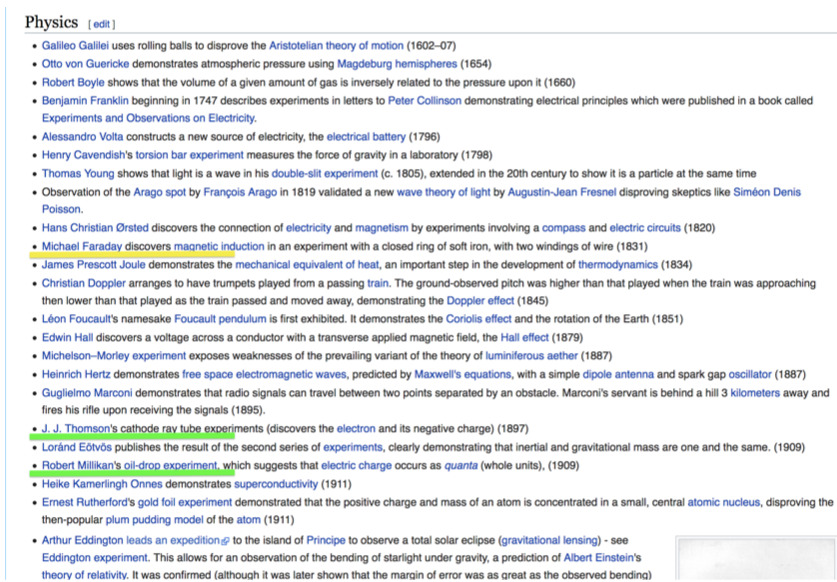 Physics [ edit ]
• Galileo Galilei uses rolling balls to disprove the Aristotelian theory of motion (1602–07)
• Otto von Guericke demonstrates atmospheric pressure using Magdeburg hemispheres (1654)
• Robert Boyle shows that the volume of a given amount of gas is inversely related to the pressure upon it (1660)
• Benjamin Franklin beginning in 1747 describes experiments in letters to Peter Collinson demonstrating electrical principles which were published in a book called
Experiments and Observations on Electricity.
• Alessandro Volta constructs a new source of electricity, the electrical battery (1796)
• Henry Cavendish's torsion bar experiment measures the force of gravity in a laboratory (1798)
• Thomas Young shows that light is a wave in his double-slit experiment (c. 1805), extended in the 20th century to show it is a particle at the same time
• Observation of the Arago spot by François Arago in 1819 validated a new wave theory of light by Augustin-Jean Fresnel disproving skeptics like Siméon Denis
Poisson.
• Hans Christian Ørsted discovers the connection of electricity and magnetism by experiments involving a compass and electric circuits (1820)
• Michael Faraday discovers magnetic induction in an experiment with a closed ring of soft iron, with two windings of wire (1831)
• James Prescott Joule demonstrates the mechanical equivalent of heat, an important step in the development of thermodynamics (1834)
• Christian Doppler arranges to have trumpets played from a passing train. The ground-observed pitch was higher than that played when the train was approaching
then lower than that played as the train passed and moved away, demonstrating the Doppler effect (1845)
• Léon Foucault's namesake Foucault pendulum is first exhibited. It demonstrates the Coriolis effect and the rotation of the Earth (1851)
• Edwin Hall discovers a voltage across a conductor with a transverse applied magnetic field, the Hall effect (1879)
• Michelson–Morley experiment exposes weaknesses of the prevailing variant of the theory of luminiferous aether (1887)
• Heinrich Hertz demonstrates free space electromagnetic waves, predicted by Maxwell's equations, with a simple dipole antenna and spark gap oscillator (1887)
• Guglielmo Marconi demonstrates that radio signals can travel between two points separated by an obstacle. Marconi's servant is behind a hill 3 kilometers away and
fires his rifle upon receiving the signals (1895).
• J. J. Thomson's cathode ray tube experiments (discovers the electron and its negative charge) (1897)
• Loránd Eötvös publishes the result of the second series of experiments, clearly demonstrating that inertial and gravitational mass are one and the same. (1909)
• Robert Millikan's oil-drop experiment, which suggests that electric charge occurs as quanta (whole units), (1909)
• Heike Kamerlingh Onnes demonstrates superconductivity (1911)
• Ernest Rutherford's gold foil experiment demonstrated that the positive charge and mass of an atom is concentrated in a small, central atomic nucleus, disproving the
then-popular plum pudding model of the atom (1911)
• Arthur Eddington leads an expedition to the island of Principe to observe a total solar eclipse (gravitational lensing) - see
Eddington experiment. This allows for an observation of the bending of starlight under gravity, a prediction of Albert Einstein's
theory of relativity. It was confirmed (although it was later shown that the margin of error was as great as the observed bending)